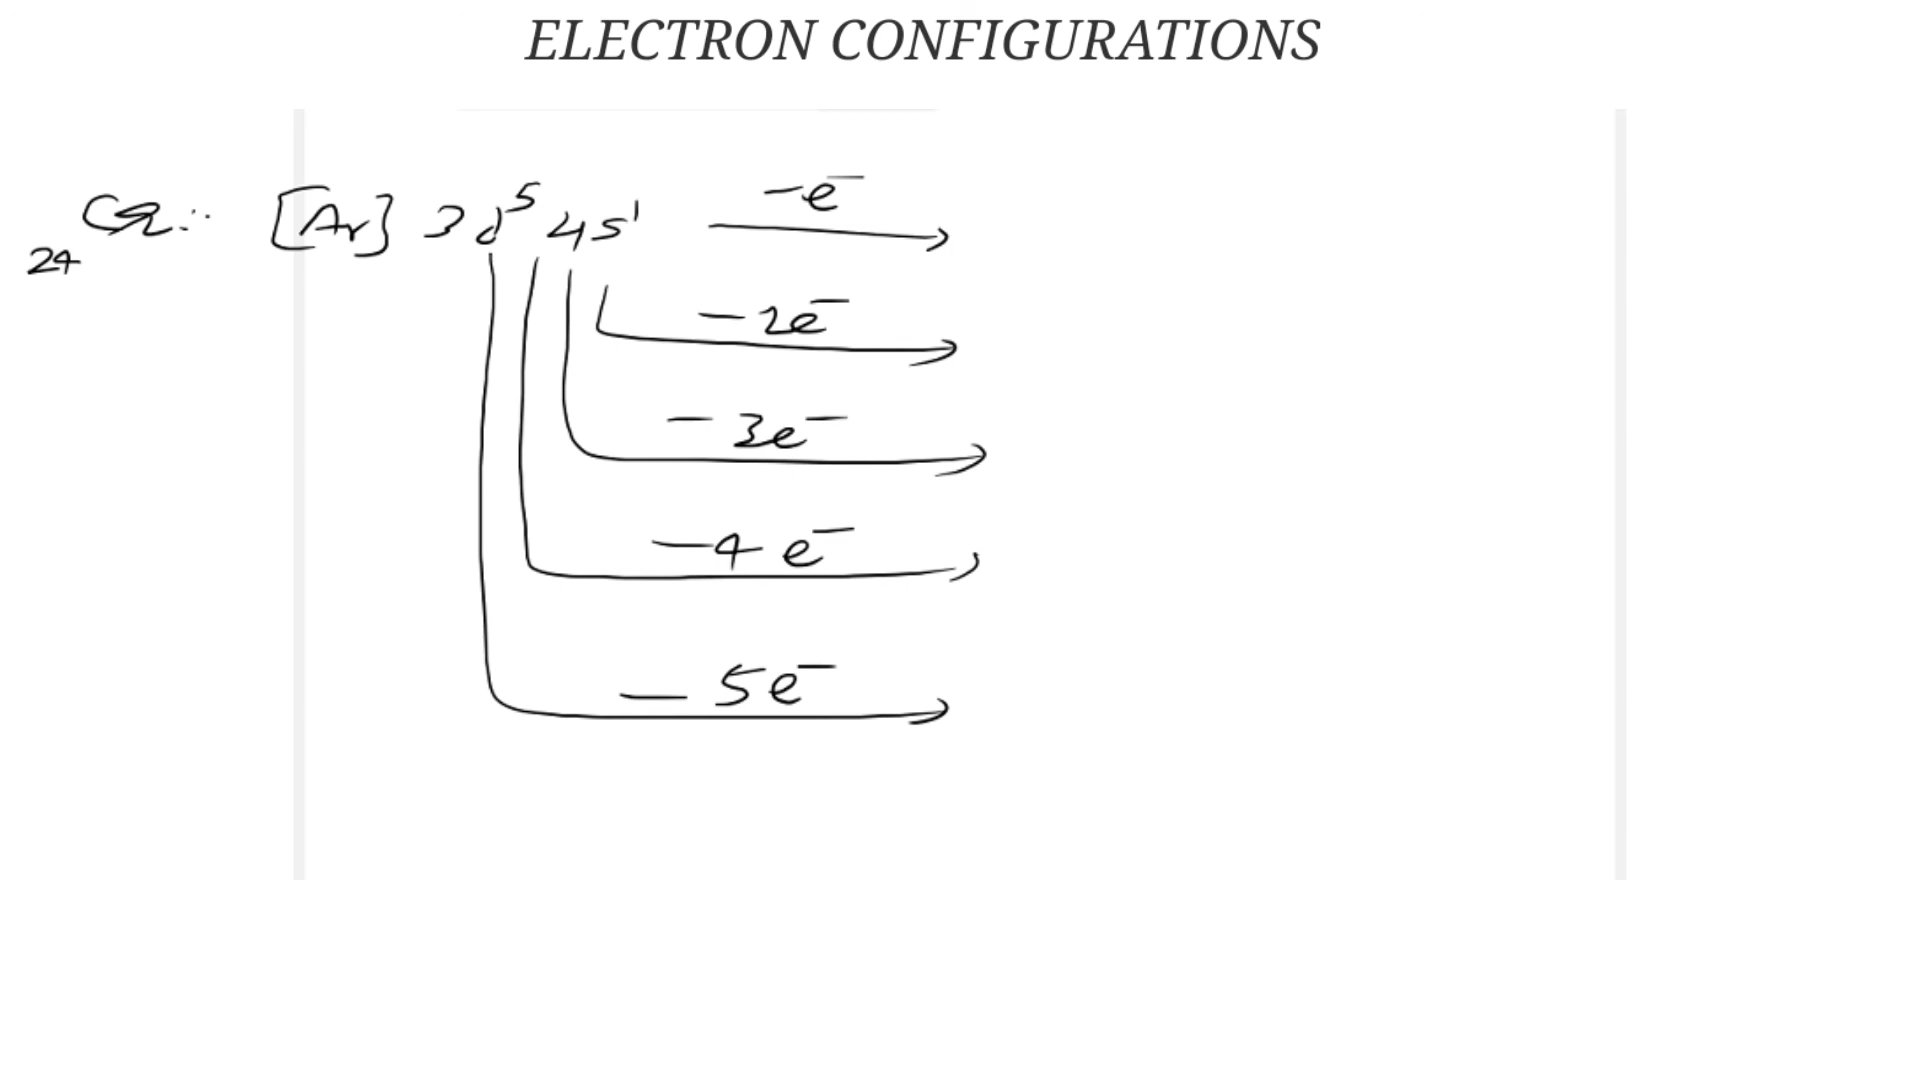 ELECTRON CONFIGURATIONS
24Cr: [Ar] 3d⁵ 4s¹ –e⁻
–2e⁻
–3e⁻
–4e⁻
–5e⁻